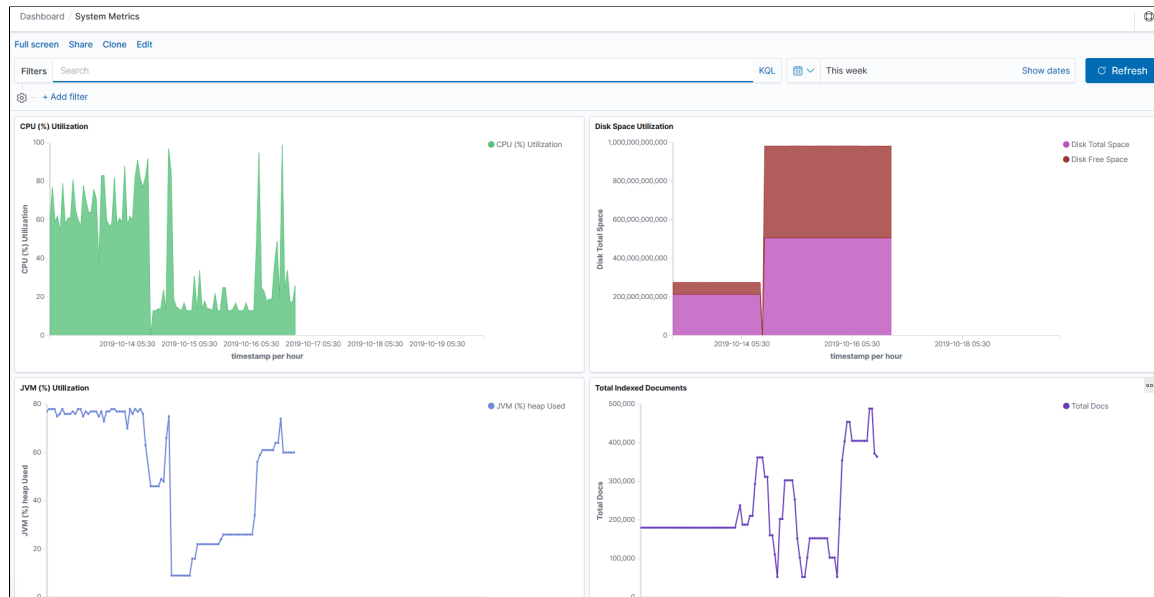 Dashboard / System Metrics
Full screen Share Clone Edit
Filters Search KQL This week Show dates Refresh
+ Add filter
CPU (%) Utilization
100
80
60
40
20
0
CPU (%) Utilization
2019-10-14 05:30 2019-10-15 05:30 2019-10-16 05:30 2019-10-17 05:30 2019-10-18 05:30 2019-10-19 05:30
timestamp per hour
CPU (%) Utilization
Disk Space Utilization
1,000,000,000,000
800,000,000,000
600,000,000,000
400,000,000,000
200,000,000,000
0
Disk Total Space
2019-10-14 05:30 2019-10-16 05:30 2019-10-18 05:30
timestamp per hour
Disk Total Space
Disk Free Space
JVM (%) Utilization
80
60
40
20
0
JVM (%) heap Used
JVM (%) heap Used
Total Indexed Documents
500,000
400,000
300,000
200,000
100,000
0
Total Docs
Total Docs